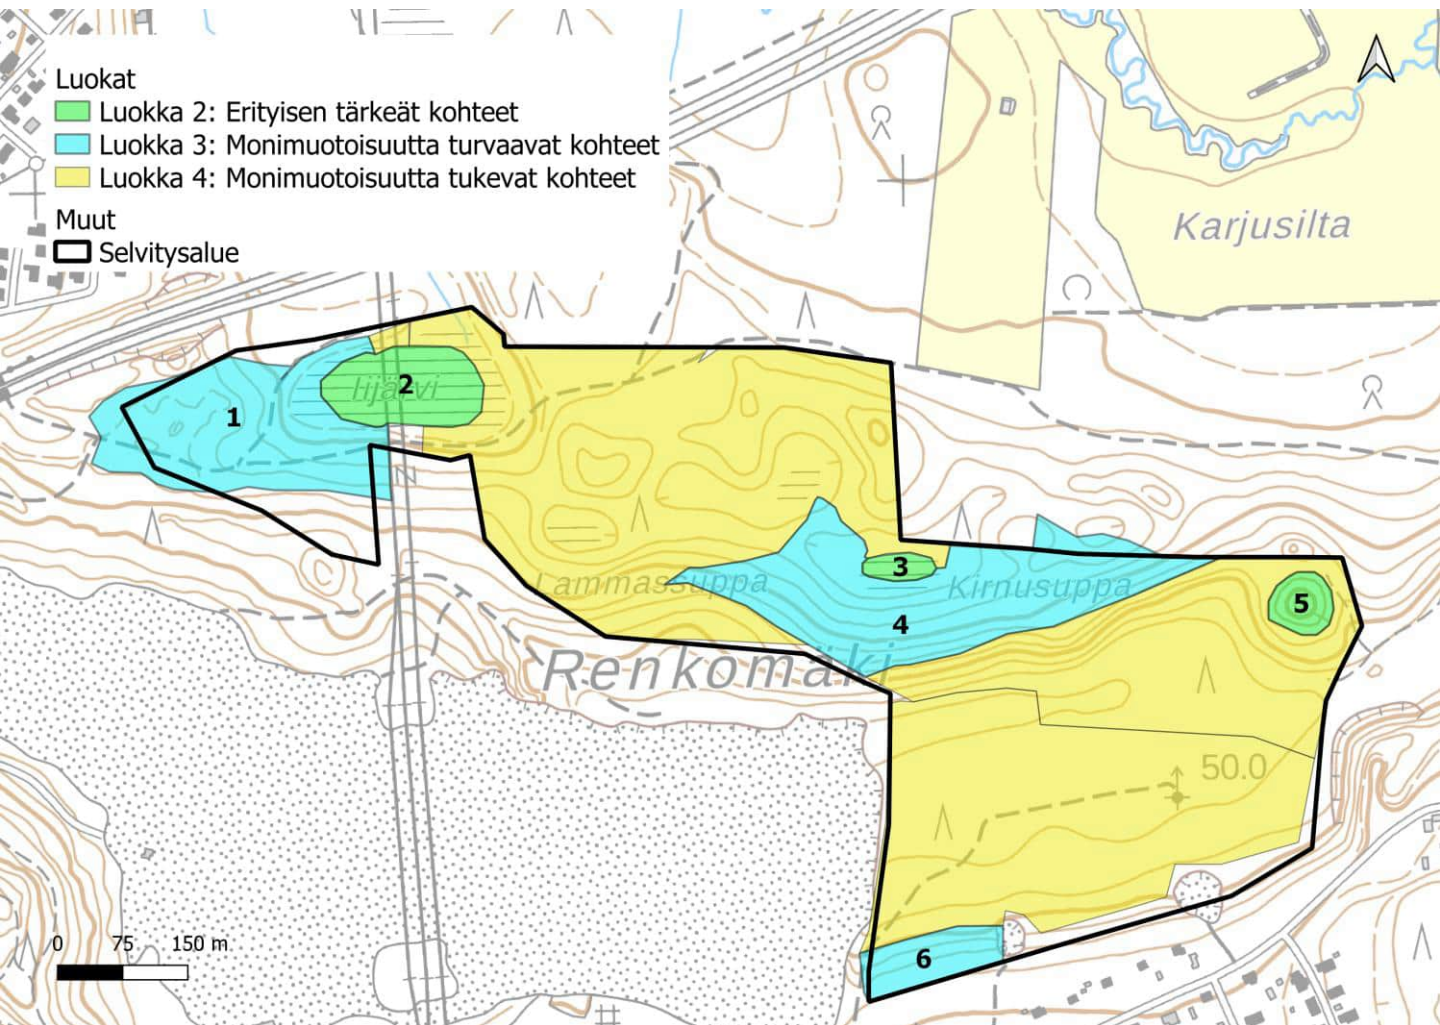 Luokat
Luokka 2: Erityisen tärkeät kohteet
Luokka 3: Monimuotoisuutta turvaavat kohteet
Luokka 4: Monimuotoisuutta tukevat kohteet
Muut
Selvitysalue
Karjusilta
2
Iijärvi
1
3
Lammassuppa
Kirnusuppa
5
4
Renkomäki
50.0
6
0 75 150 m